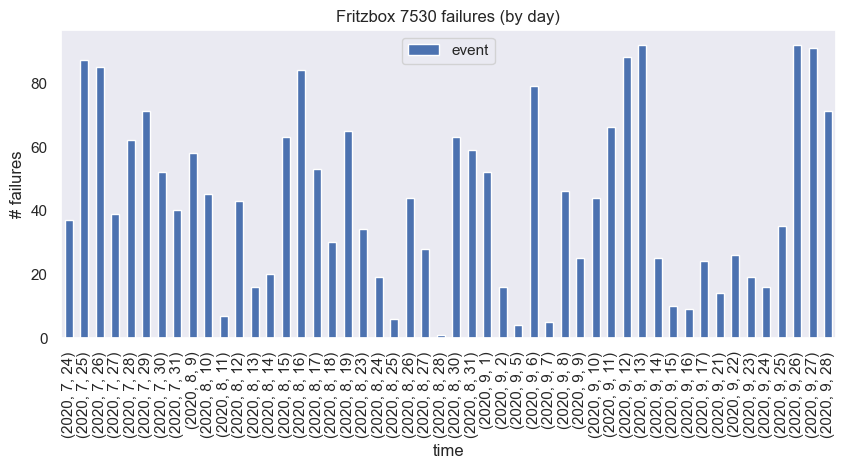 Fritzbox 7530 failures (by day)
event
# failures
80
60
40
20
0
(2020, 7, 24)
(2020, 7, 25)
(2020, 7, 26)
(2020, 7, 27)
(2020, 7, 28)
(2020, 7, 29)
(2020, 7, 30)
(2020, 7, 31)
(2020, 8, 9)
(2020, 8, 10)
(2020, 8, 11)
(2020, 8, 12)
(2020, 8, 13)
(2020, 8, 14)
(2020, 8, 15)
(2020, 8, 16)
(2020, 8, 17)
(2020, 8, 18)
(2020, 8, 19)
(2020, 8, 23)
(2020, 8, 24)
(2020, 8, 25)
(2020, 8, 26)
(2020, 8, 27)
(2020, 8, 28)
(2020, 8, 30)
(2020, 8, 31)
(2020, 9, 1)
(2020, 9, 2)
(2020, 9, 5)
(2020, 9, 6)
(2020, 9, 7)
(2020, 9, 8)
(2020, 9, 9)
(2020, 9, 10)
(2020, 9, 11)
(2020, 9, 12)
(2020, 9, 13)
(2020, 9, 14)
(2020, 9, 15)
(2020, 9, 16)
(2020, 9, 17)
(2020, 9, 21)
(2020, 9, 22)
(2020, 9, 23)
(2020, 9, 24)
(2020, 9, 25)
(2020, 9, 26)
(2020, 9, 27)
(2020, 9, 28)
time